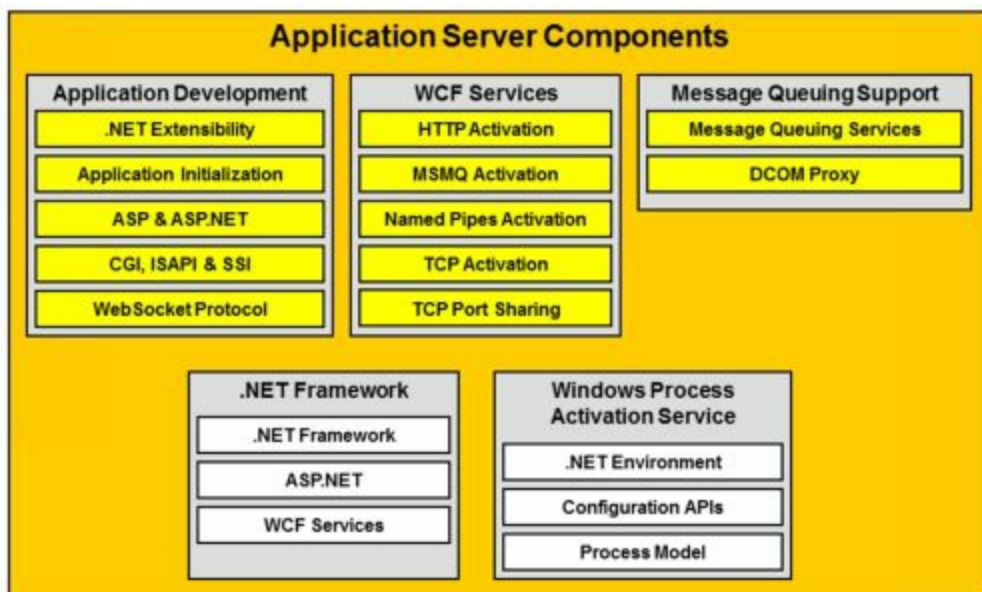 Application Server Components
Application Development
.NET Extensibility
Application Initialization
ASP & ASP.NET
CGI, ISAPI & SSI
WebSocket Protocol
WCF Services
HTTP Activation
MSMQ Activation
Named Pipes Activation
TCP Activation
TCP Port Sharing
Message Queuing Support
Message Queuing Services
DCOM Proxy
.NET Framework
.NET Framework
ASP.NET
WCF Services
Windows Process
Activation Service
.NET Environment
Configuration APIs
Process Model